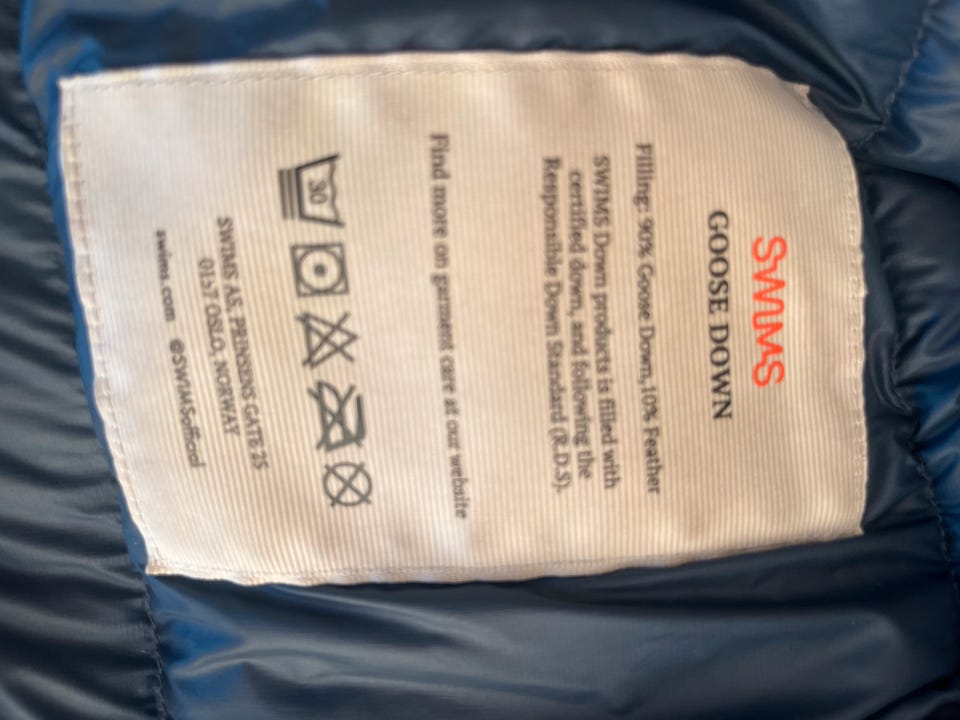 SWIMS
GOOSE DOWN
Fillling: 90% Goose Down,10% Feather
SWIMS Down products is filled with
certified down, and following the
Responsible Down Standard (R.D.S).
Find more on garment care at our website
30
SWIMS AS, PRINSENS GATE 25
0157 OSLO, NORWAY
swims.com @SWIMSofficial